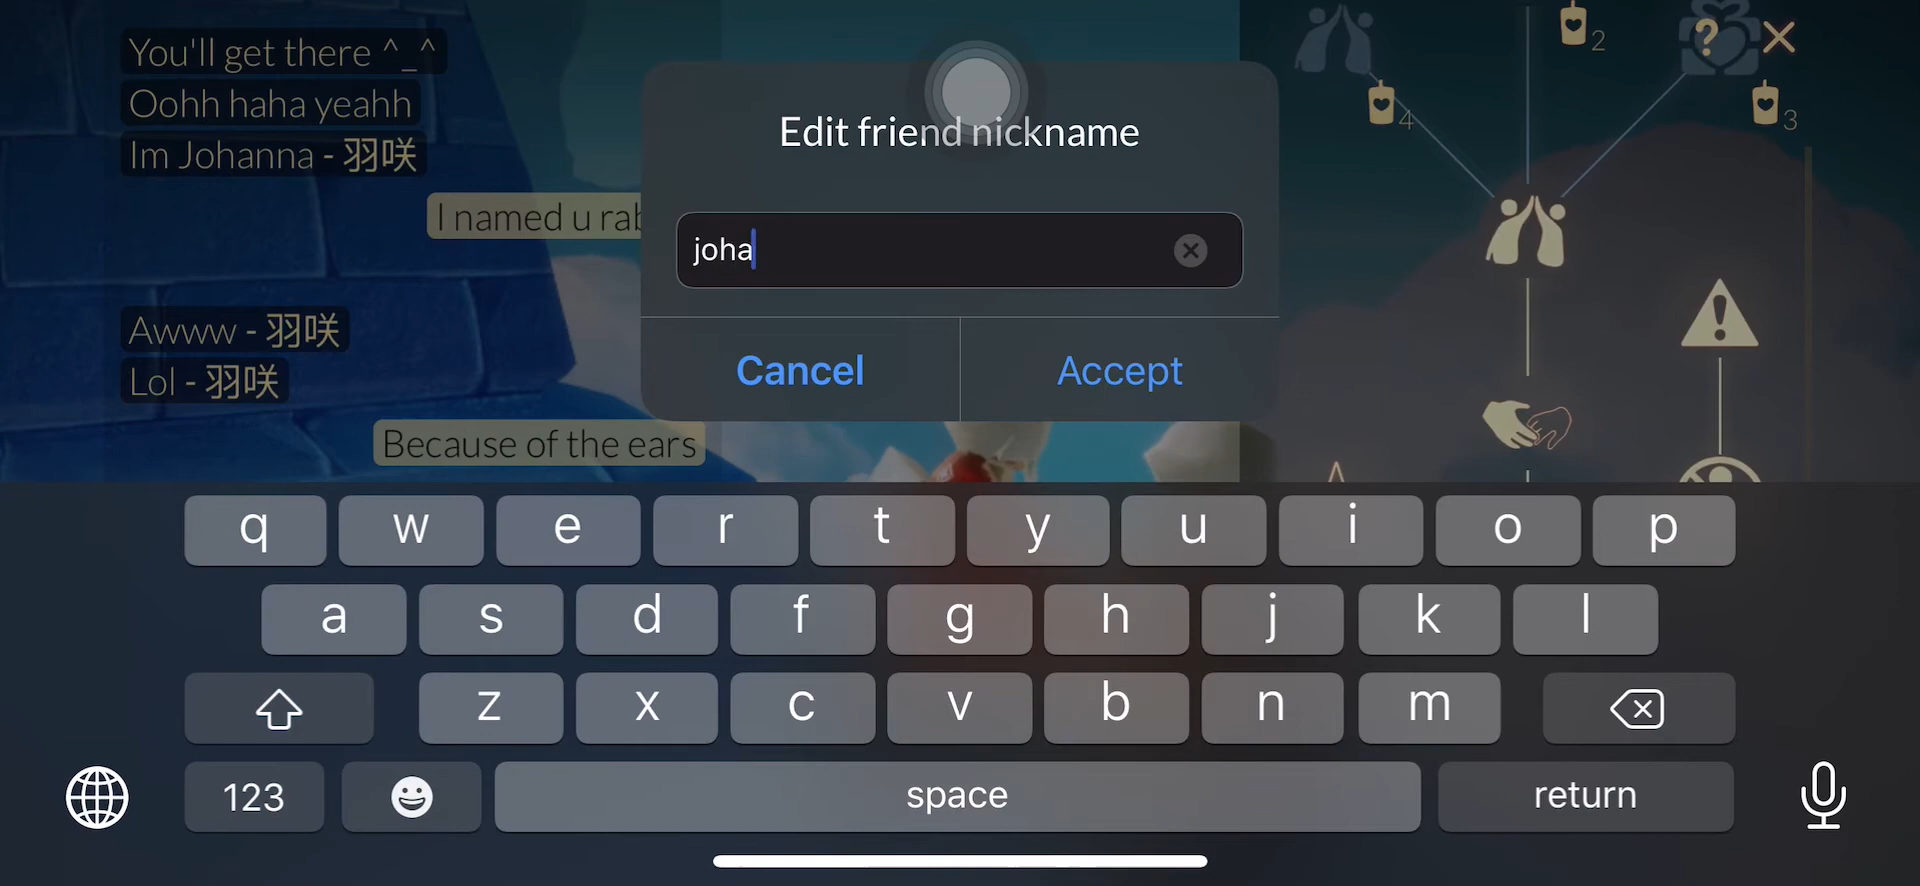 You'll get there ^_^
Oohh haha yeahh
Im Johanna - 羽咲
I named u rab
Awww - 羽咲
Lol - 羽咲
Because of the ears
Edit friend nickname
joha
Cancel
Accept
2
?
4
3
q w e r t y u i o p
a s d f g h j k l
z x c v b n m
123
space
return